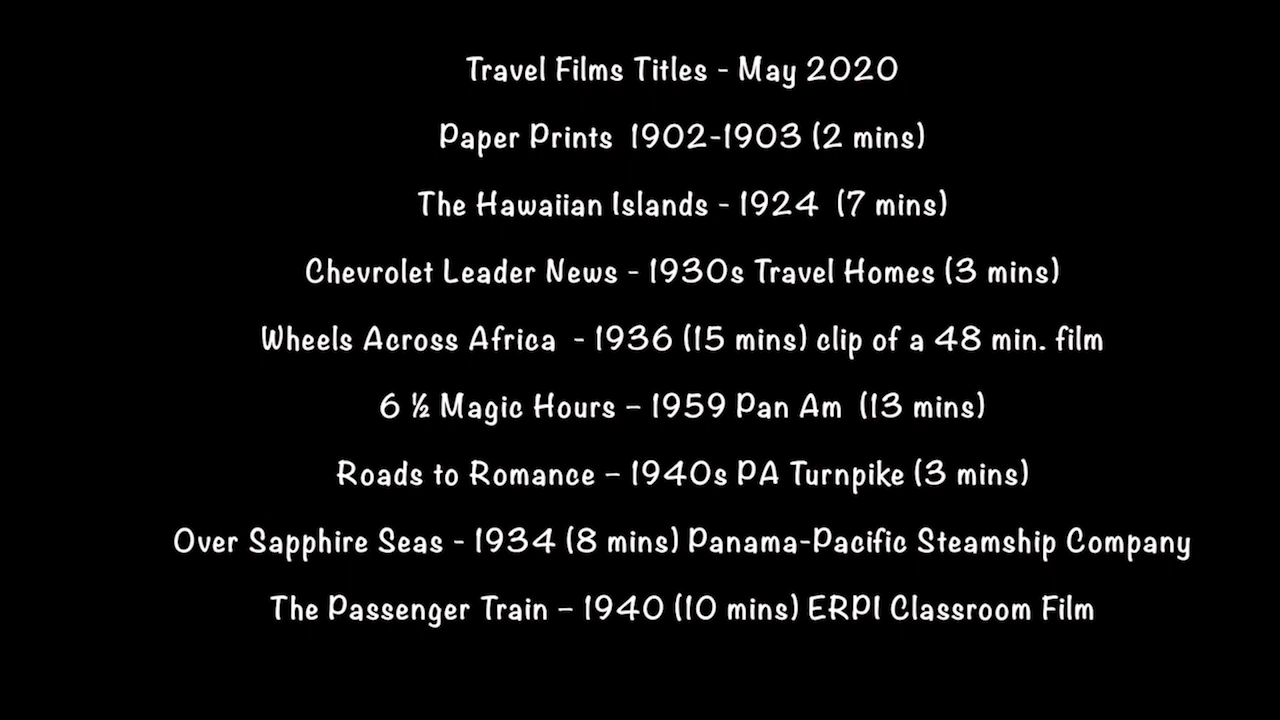 Travel Films Titles - May 2020
Paper Prints 1902-1903 (2 mins)
The Hawaiian Islands - 1924 (7 mins)
Chevrolet Leader News - 1930s Travel Homes (3 mins)
Wheels Across Africa - 1936 (15 mins) clip of a 48 min. film
6 ½ Magic Hours – 1959 Pan Am (13 mins)
Roads to Romance – 1940s PA Turnpike (3 mins)
Over Sapphire Seas - 1934 (8 mins) Panama-Pacific Steamship Company
The Passenger Train – 1940 (10 mins) ERPI Classroom Film